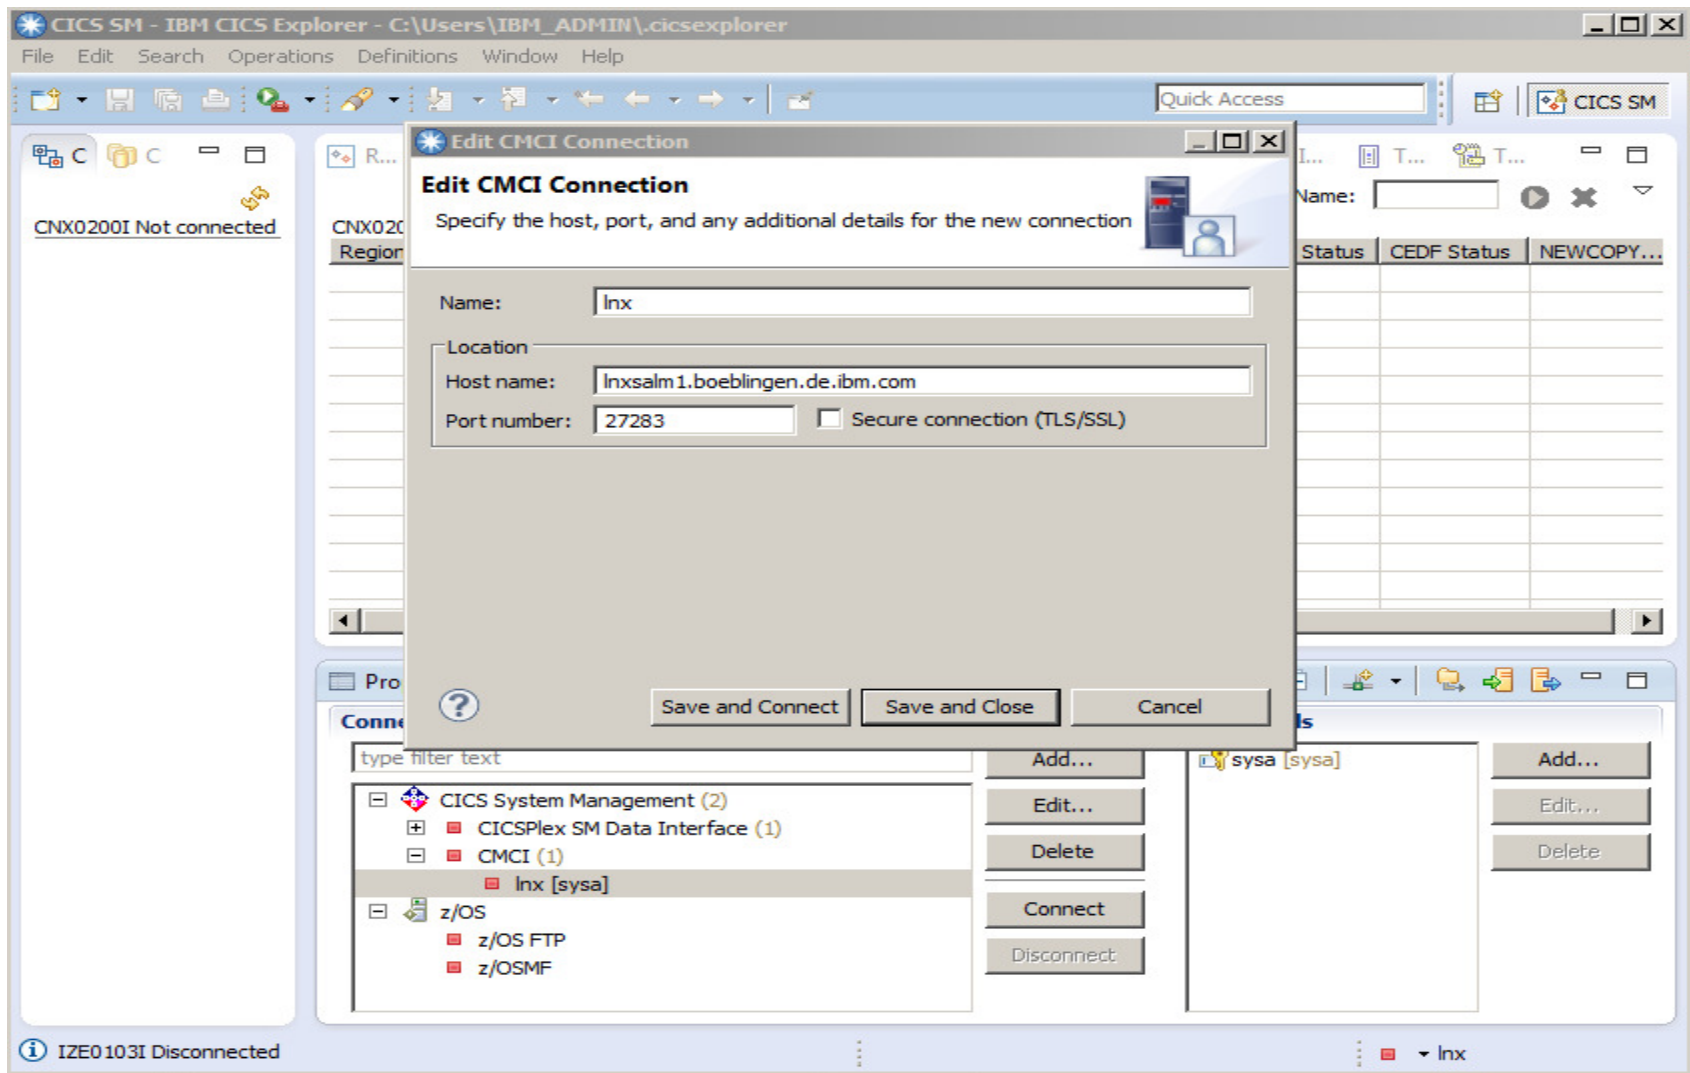 CICS SM - IBM CICS Explorer - C:\Users\IBM_ADMIN\.cicsexplorer
File Edit Search Operations Definitions Window Help
Quick Access
CICS SM
C C
R...
I... T... T...
CNX0200I Not connected
CNX020
Name:
Region
Status CEDF Status NEWCOPY...
Edit CMCI Connection
Edit CMCI Connection
Specify the host, port, and any additional details for the new connection
Name: lnx
Location
Host name: lnxsalm1.boeblingen.de.ibm.com
Port number: 27283 Secure connection (TLS/SSL)
? Save and Connect Save and Close Cancel
Pro
Conne
ls
type filter text
CICS System Management (2)
CICSPlex SM Data Interface (1)
CMCI (1)
lnx [sysa]
z/OS
z/OS FTP
z/OSMF
Add...
Edit...
Delete
Connect
Disconnect
sysa [sysa]
Add...
Edit...
Delete
IZE0103I Disconnected
lnx